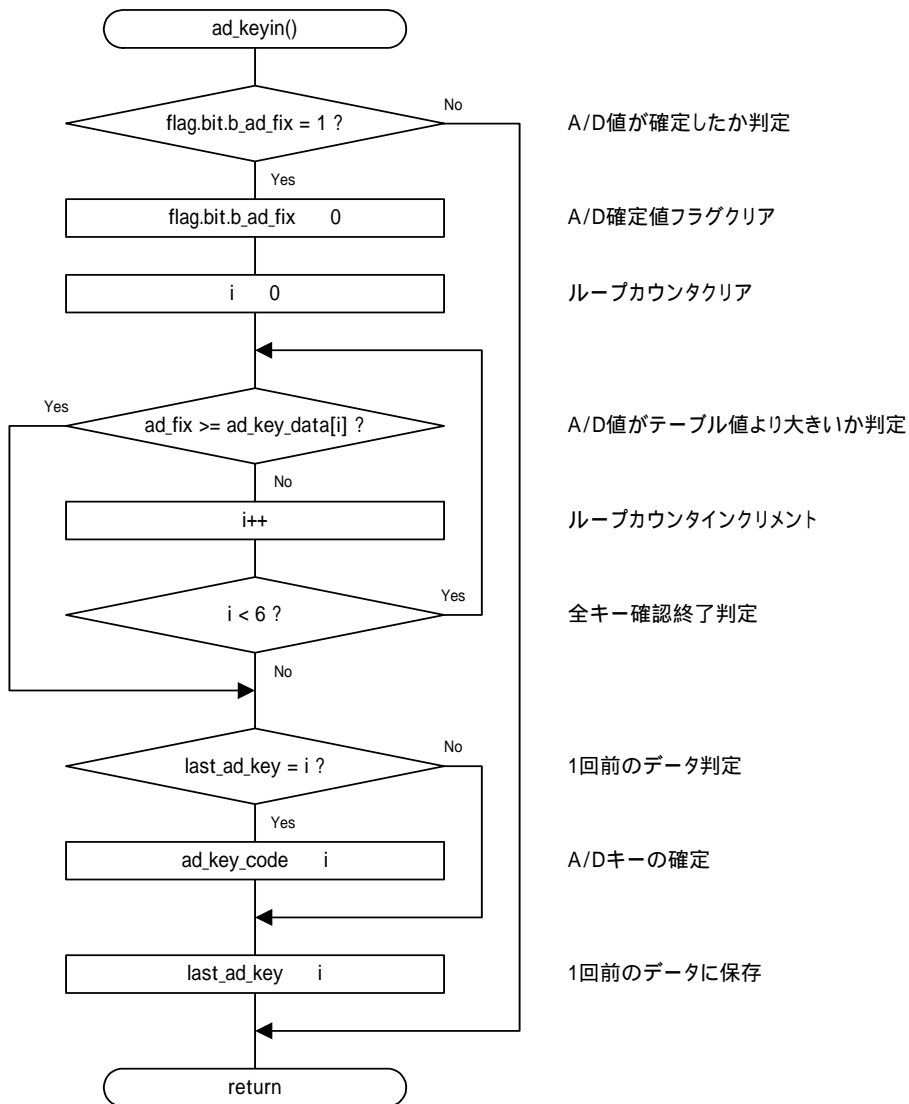 ad_keyin()
flag.bit.b_ad_fix = 1 ?
No
A/D値が確定したか判定
Yes
flag.bit.b_ad_fix 0
A/D確定値フラグクリア
i 0
ループカウンタクリア
Yes
ad_fix >= ad_key_data[i] ?
A/D値がテーブル値より大きいか判定
No
i++
ループカウンタインクリメント
i < 6 ?
Yes
全キー確認終了判定
No
last_ad_key = i ?
No
1回前のデータ判定
Yes
ad_key_code i
A/Dキーの確定
last_ad_key i
1回前のデータに保存
return